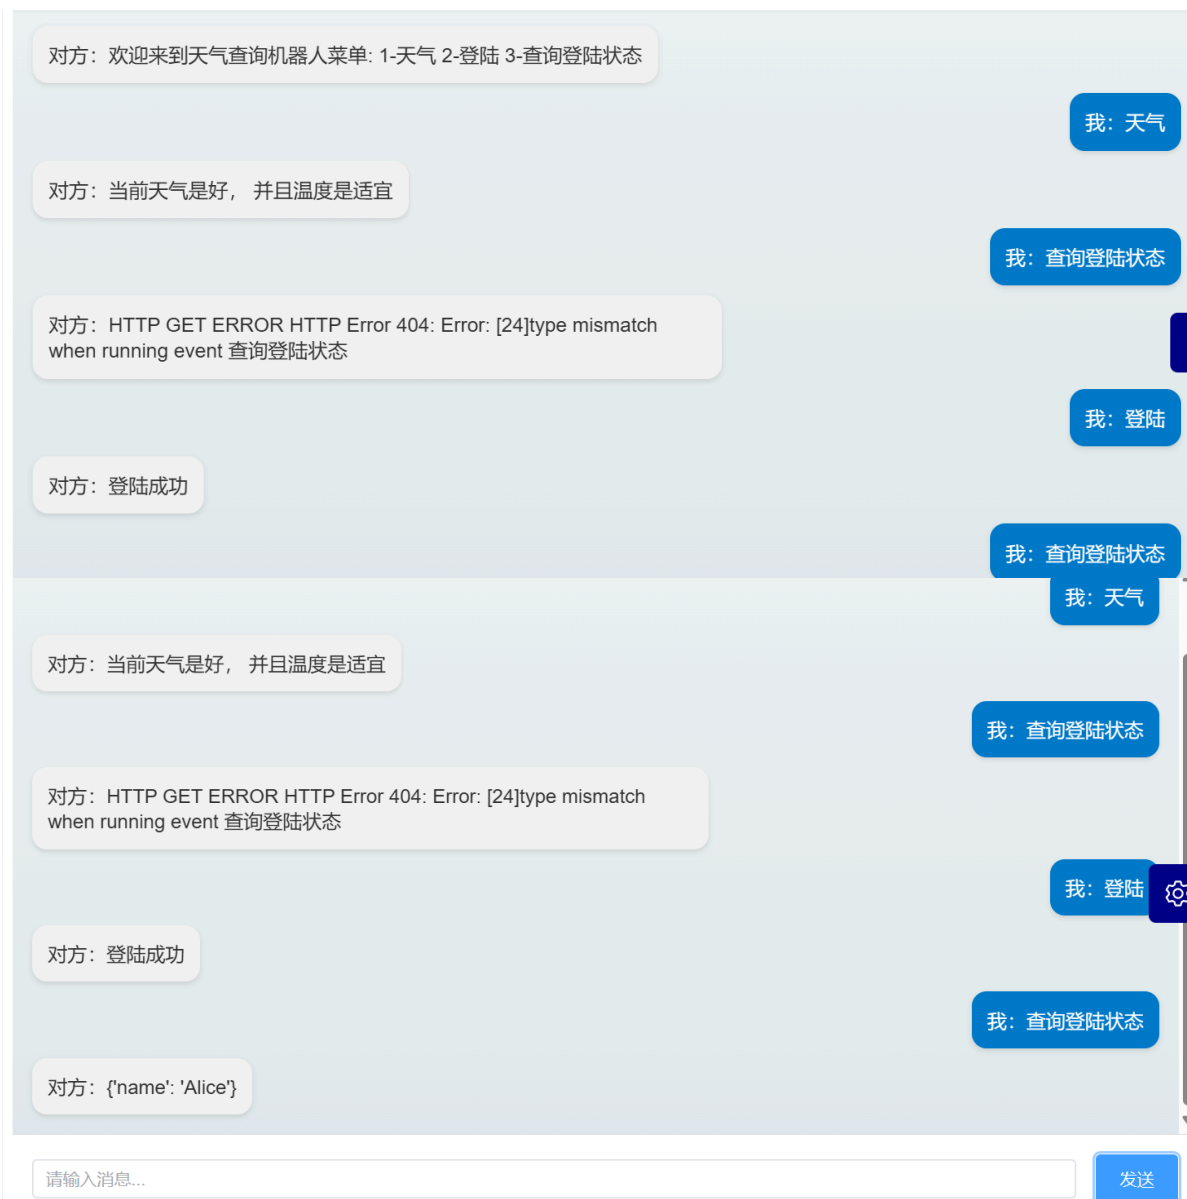 对方：欢迎来到天气查询机器人菜单: 1-天气 2-登陆 3-查询登陆状态
我：天气
对方：当前天气是好， 并且温度是适宜
我：查询登陆状态
对方：HTTP GET ERROR HTTP Error 404: Error: [24]type mismatch
when running event 查询登陆状态
我：登陆
对方：登陆成功
我：查询登陆状态
我：天气
对方：当前天气是好， 并且温度是适宜
我：查询登陆状态
对方：HTTP GET ERROR HTTP Error 404: Error: [24]type mismatch
when running event 查询登陆状态
我：登陆
对方：登陆成功
我：查询登陆状态
对方：{'name': 'Alice'}
请输入消息...
发送